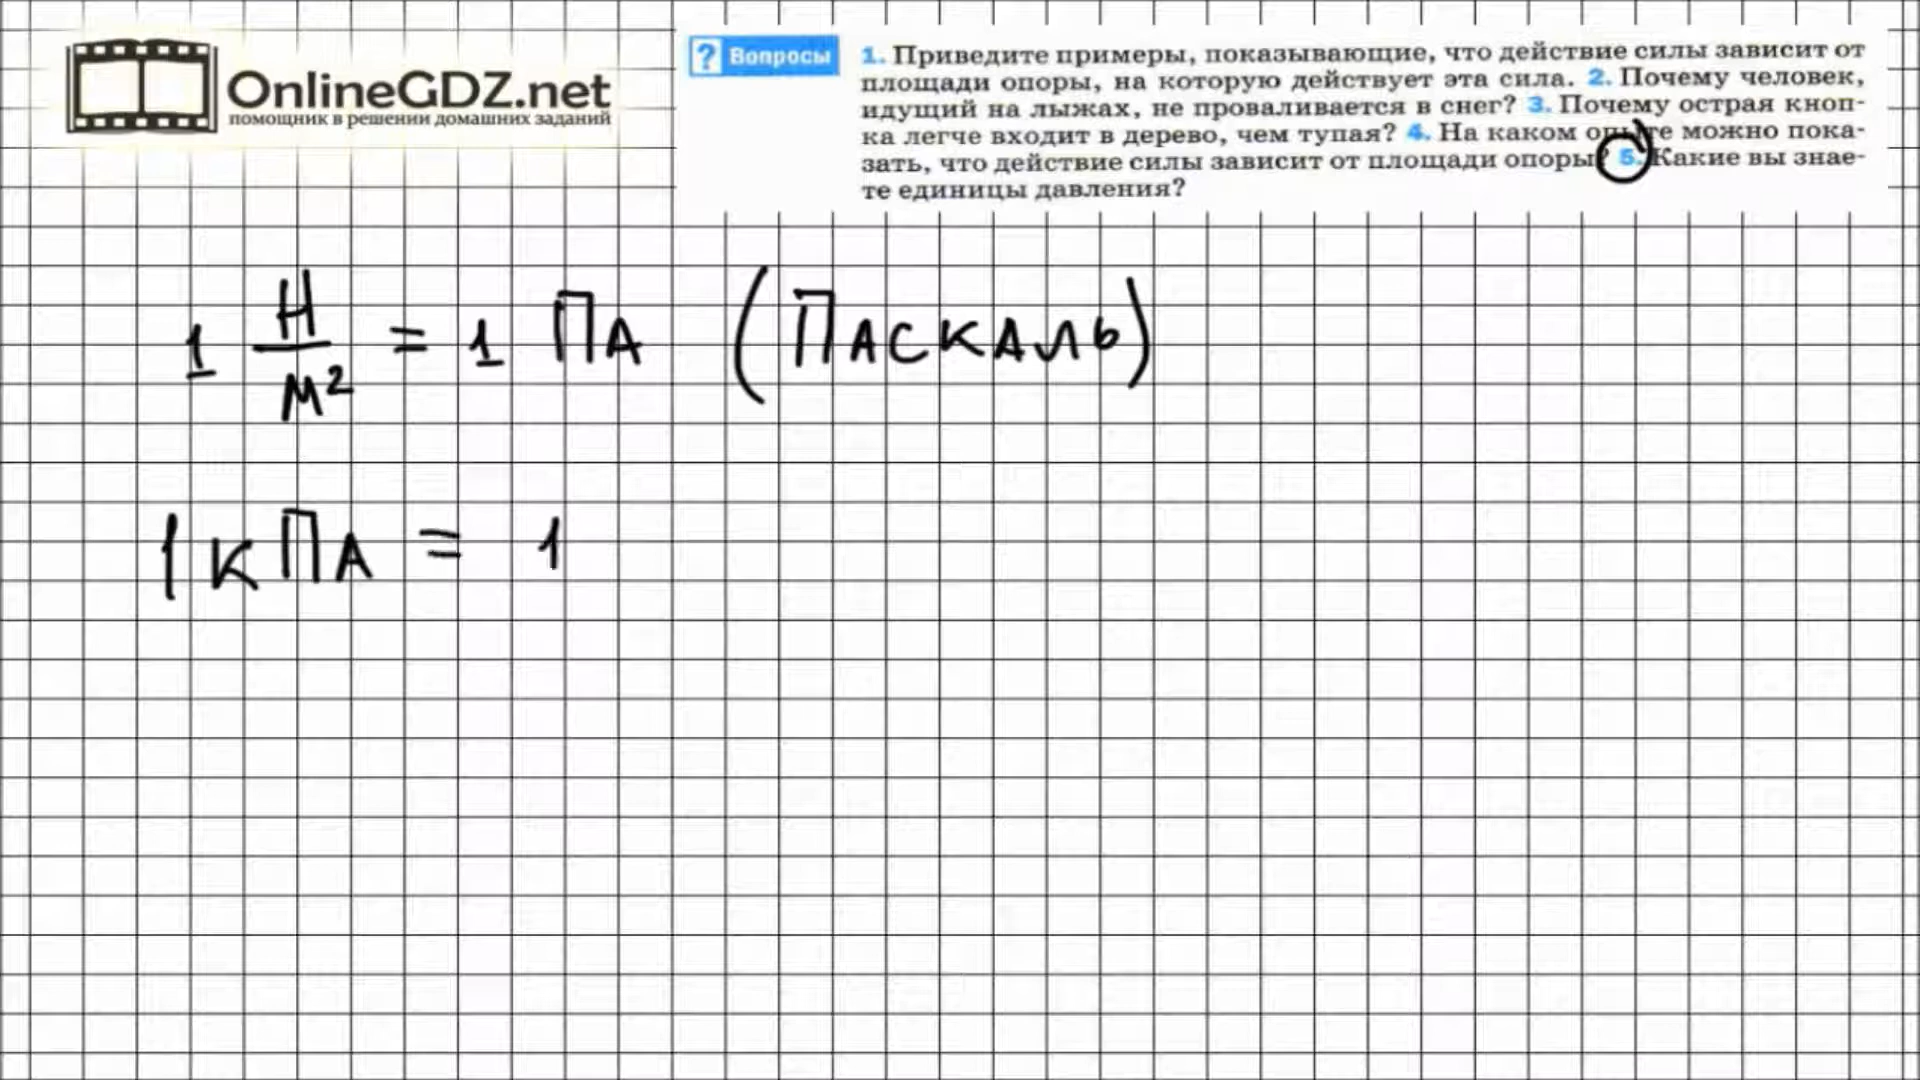 OnlineGDZ.net
помощник в решении домашних заданий
? Вопросы
1. Приведите примеры, показывающие, что действие силы зависит от
площади опоры, на которую действует эта сила. 2. Почему человек,
идущий на лыжах, не проваливается в снег? 3. Почему острая кноп-
ка легче входит в дерево, чем тупая? 4. На каком опыте можно пока-
зать, что действие силы зависит от площади опоры? 5. Какие вы знае-
те единицы давления?
1 Н/м² = 1 ПА (ПАСКАЛЬ)
1 кПА = 1